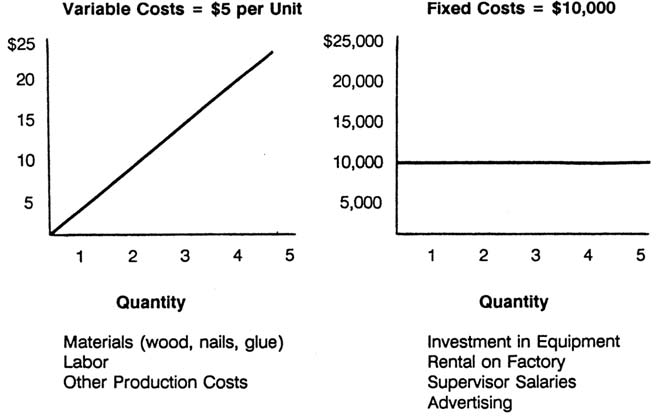 Variable Costs = $5 per Unit
$25
20
15
10
5
1 2 3 4 5
Quantity
Materials (wood, nails, glue)
Labor
Other Production Costs
Fixed Costs = $10,000
$25,000
20,000
15,000
10,000
5,000
1 2 3 4 5
Quantity
Investment in Equipment
Rental on Factory
Supervisor Salaries
Advertising